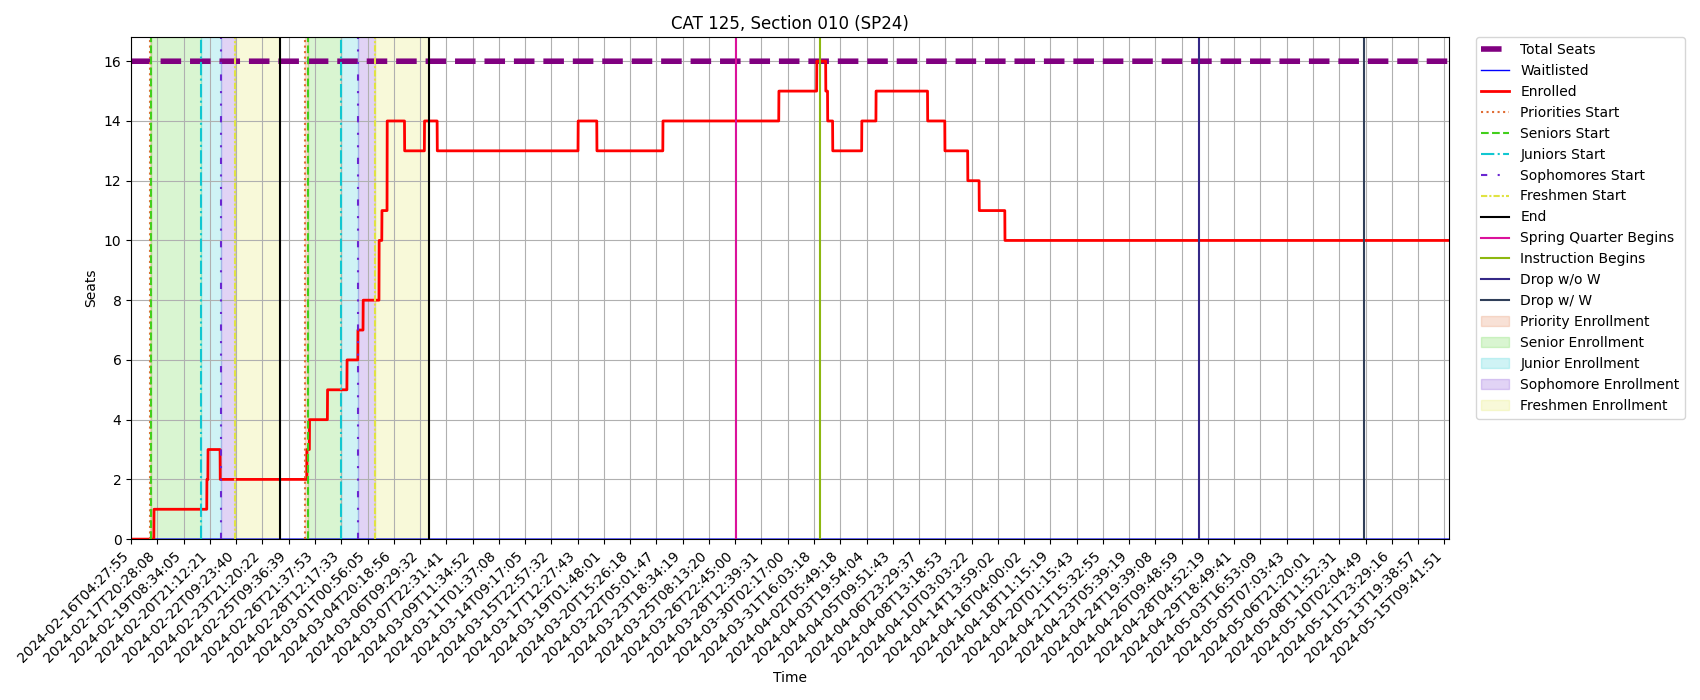 CAT 125, Section 010 (SP24)
Total Seats
Waitlisted
Enrolled
Priorities Start
Seniors Start
Juniors Start
Sophomores Start
Freshmen Start
End
Spring Quarter Begins
Instruction Begins
Drop w/o W
Drop w/ W
Priority Enrollment
Senior Enrollment
Junior Enrollment
Sophomore Enrollment
Freshmen Enrollment
Seats
16
14
12
10
8
6
4
2
0
2024-02-16T04:27:55
2024-02-17T20:28:08
2024-02-19T08:34:05
2024-02-20T21:12:21
2024-02-22T09:23:40
2024-02-23T21:20:22
2024-02-25T09:36:39
2024-02-26T21:37:53
2024-02-28T12:17:33
2024-03-01T00:56:05
2024-03-04T20:18:56
2024-03-06T09:29:32
2024-03-07T22:31:41
2024-03-11T01:34:52
2024-03-12T17:37:08
2024-03-14T09:17:05
2024-03-15T22:57:32
2024-03-17T12:27:43
2024-03-19T01:48:01
2024-03-20T15:26:18
2024-03-22T05:01:47
2024-03-23T18:34:19
2024-03-25T08:13:20
2024-03-26T22:45:00
2024-03-28T12:39:31
2024-03-30T02:17:00
2024-03-31T16:03:18
2024-04-02T05:49:18
2024-04-03T19:54:04
2024-04-05T09:51:43
2024-04-06T23:29:37
2024-04-08T13:18:53
2024-04-10T03:03:22
2024-04-14T13:59:02
2024-04-16T04:00:02
2024-04-18T11:15:19
2024-04-20T01:15:43
2024-04-21T15:32:55
2024-04-23T05:39:19
2024-04-24T19:39:08
2024-04-26T09:48:59
2024-04-28T04:52:19
2024-04-29T18:49:41
2024-05-03T16:53:09
2024-05-05T07:03:43
2024-05-06T21:20:01
2024-05-08T11:52:31
2024-05-10T02:04:49
2024-05-11T23:29:16
2024-05-13T19:38:57
2024-05-15T09:41:51
Time